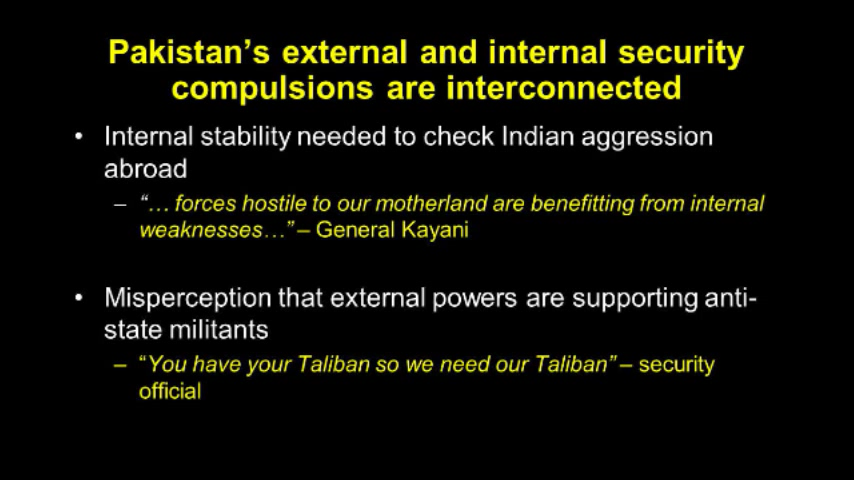 Pakistan’s external and internal security
compulsions are interconnected
• Internal stability needed to check Indian aggression
abroad
– “… forces hostile to our motherland are benefitting from internal
weaknesses…” – General Kayani
• Misperception that external powers are supporting anti-
state militants
– “You have your Taliban so we need our Taliban” – security
official